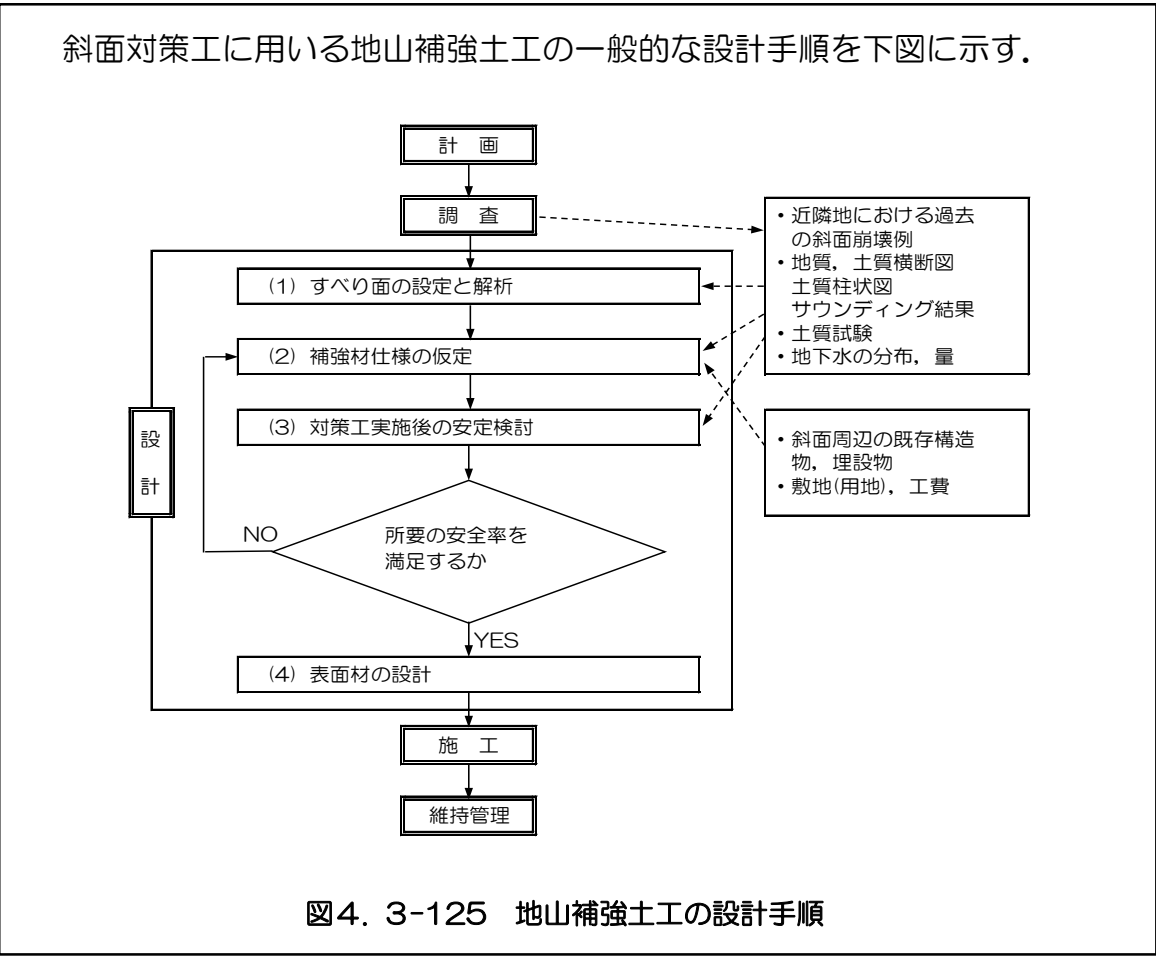 斜面対策工に用いる地山補強土工の一般的な設計手順を下図に示す．
計　画
調　査
・近隣地における過去
の斜面崩壊例
・地質，土質横断図
土質柱状図
サウンディング結果
・土質試験
・地下水の分布，量
(1) すべり面の設定と解析
(2) 補強材仕様の仮定
(3) 対策工実施後の安定検討
・斜面周辺の既存構造
物，埋設物
・敷地(用地)，工費
設
計
NO
所要の安全率を
満足するか
YES
(4) 表面材の設計
施　工
維持管理
図4．3-125　地山補強土工の設計手順